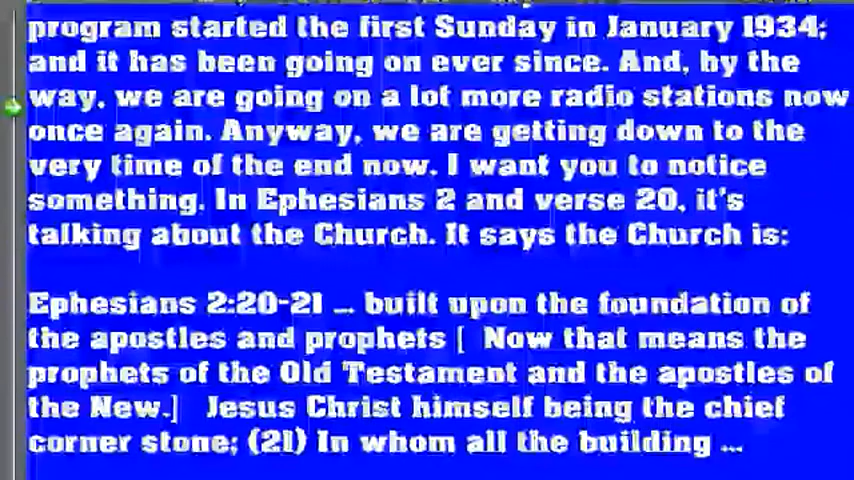 program started the first Sunday in January 1934;
and it has been going on ever since. And, by the
way, we are going on a lot more radio stations now
once again. Anyway, we are getting down to the
very time of the end now. I want you to notice
something. In Ephesians 2 and verse 20, it's
talking about the Church. It says the Church is:
Ephesians 2:20-21 ... built upon the foundation of
the apostles and prophets [ Now that means the
prophets of the Old Testament and the apostles of
the New.] Jesus Christ himself being the chief
corner stone; (21) In whom all the building ...